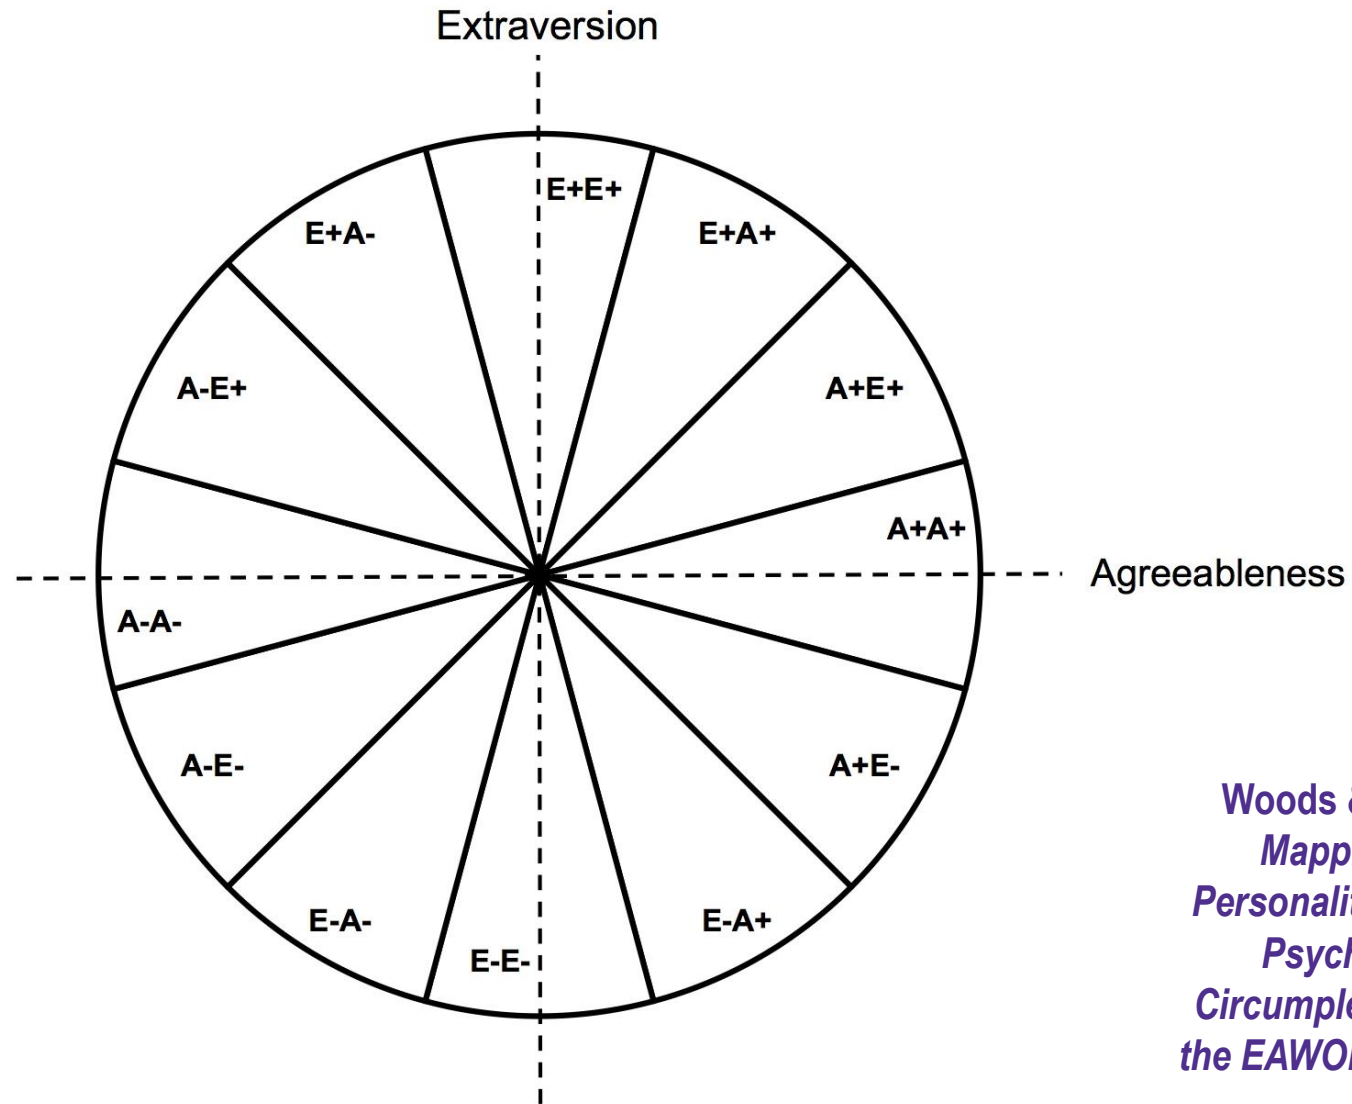 Extraversion
E+E+
E+A-
E+A+
A-E+
A+E+
A+A+
Agreeableness
A-A-
A-E-
A+E-
E-A-
E-A+
E-E-
Woods
Mapp
Personalit
Psych
Circumple
the EAWO